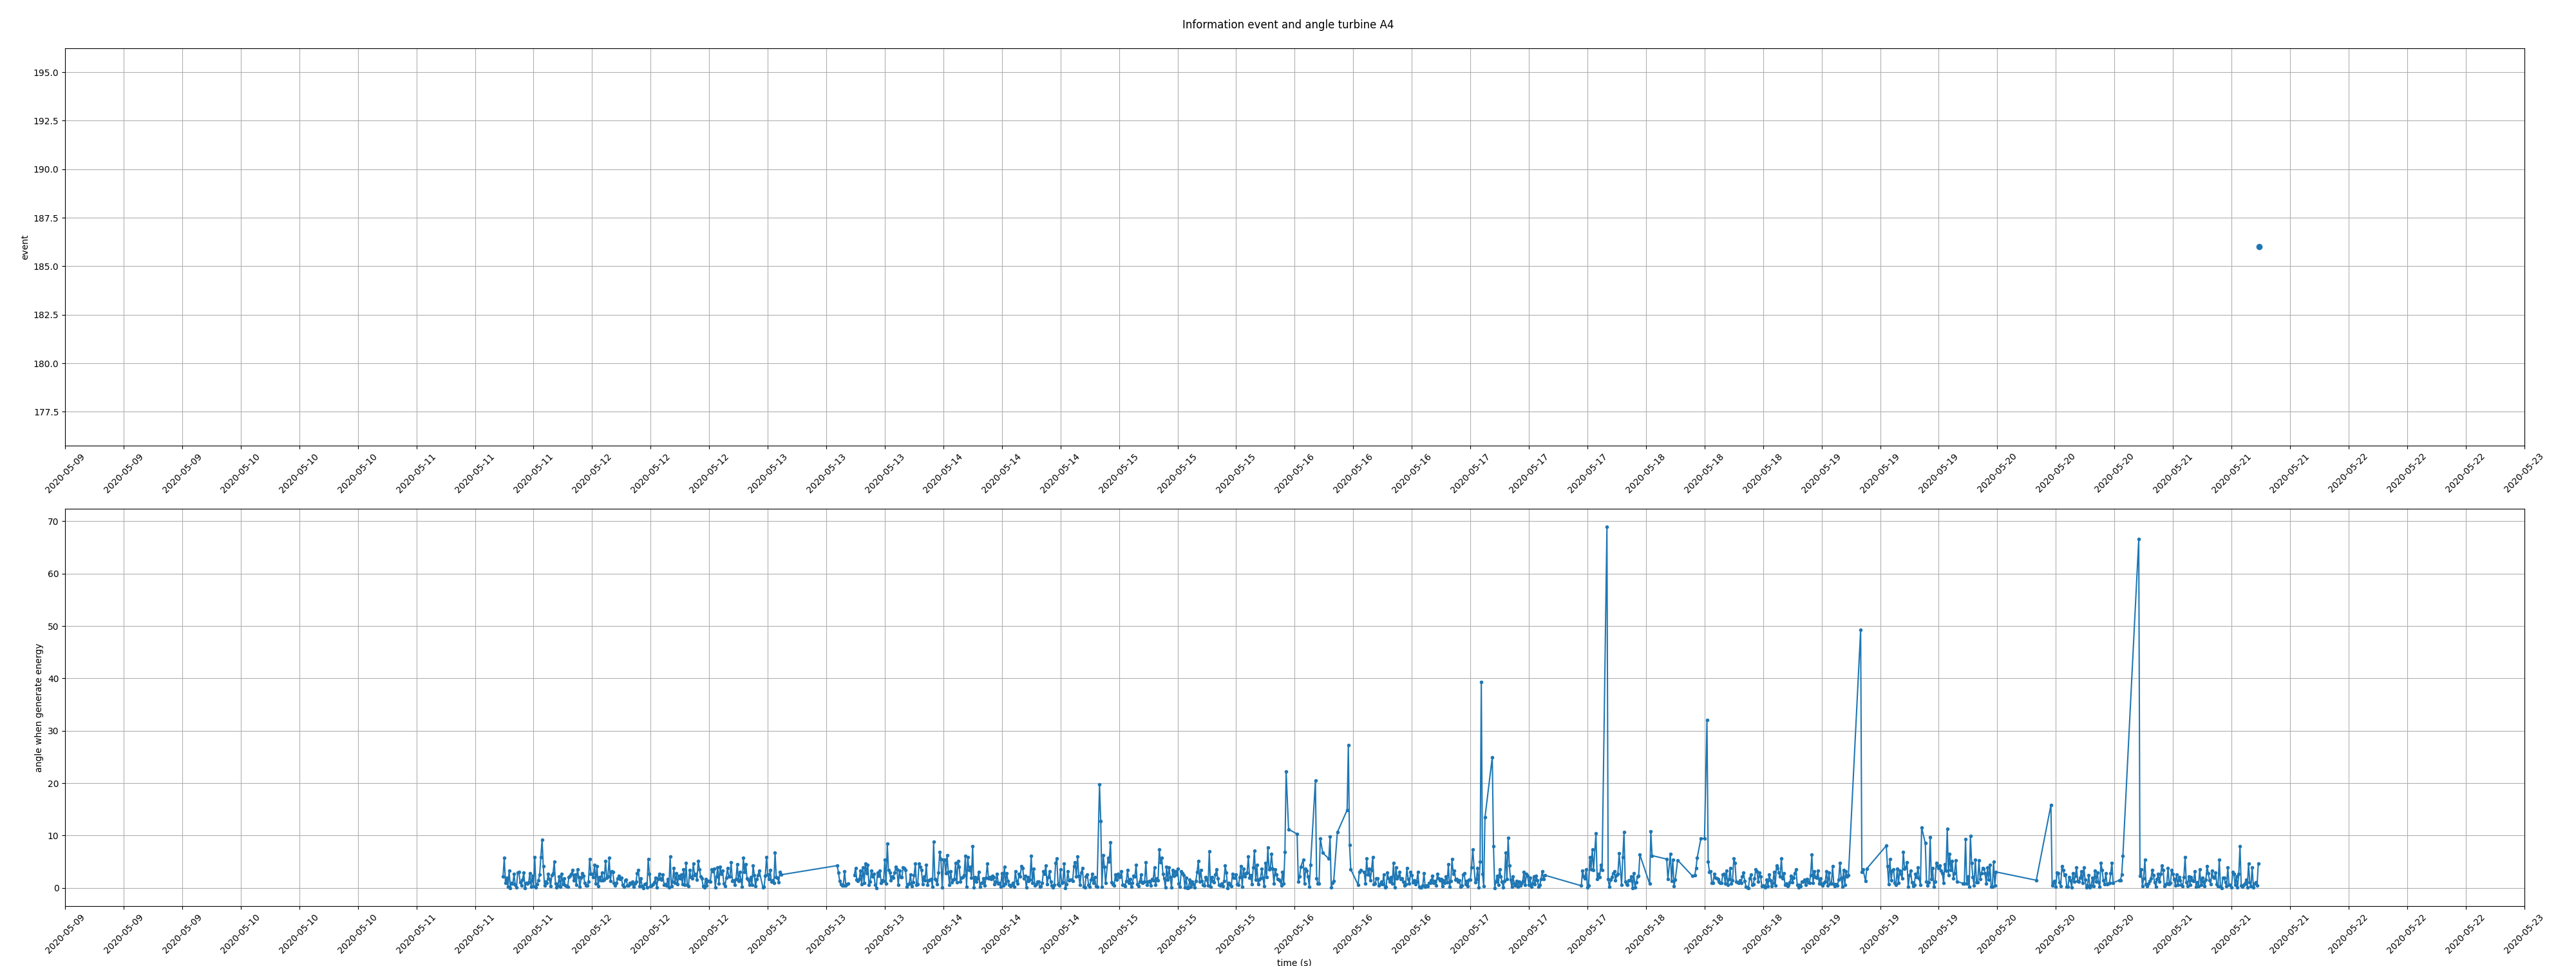 Information event and angle turbine A4
195.0
192.5
190.0
187.5
185.0
182.5
180.0
177.5
event
2020-05-09 2020-05-09 2020-05-09 2020-05-10 2020-05-10 2020-05-10 2020-05-11 2020-05-11 2020-05-11 2020-05-12 2020-05-12 2020-05-12 2020-05-13 2020-05-13 2020-05-13 2020-05-14 2020-05-14 2020-05-14 2020-05-15 2020-05-15 2020-05-15 2020-05-16 2020-05-16 2020-05-16 2020-05-17 2020-05-17 2020-05-17 2020-05-18 2020-05-18 2020-05-18 2020-05-19 2020-05-19 2020-05-19 2020-05-20 2020-05-20 2020-05-20 2020-05-21 2020-05-21 2020-05-21 2020-05-22 2020-05-22 2020-05-22 2020-05-23
70
60
50
40
30
20
10
0
angle when generate energy
2020-05-09 2020-05-09 2020-05-09 2020-05-10 2020-05-10 2020-05-10 2020-05-11 2020-05-11 2020-05-11 2020-05-12 2020-05-12 2020-05-12 2020-05-13 2020-05-13 2020-05-13 2020-05-14 2020-05-14 2020-05-14 2020-05-15 2020-05-15 2020-05-15 2020-05-16 2020-05-16 2020-05-16 2020-05-17 2020-05-17 2020-05-17 2020-05-18 2020-05-18 2020-05-18 2020-05-19 2020-05-19 2020-05-19 2020-05-20 2020-05-20 2020-05-20 2020-05-21 2020-05-21 2020-05-21 2020-05-22 2020-05-22 2020-05-22 2020-05-23
time (s)